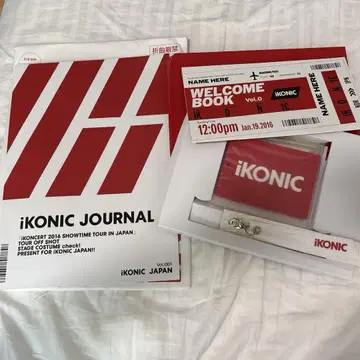 折曲厳禁
iKONIC JOURNAL
「iKONCERT 2016 SHOWTIME TOUR IN JAPAN」
TOUR OFF SHOT
STAGE COSTUME check!
PRESENT FOR iKONIC JAPAN!!
Vol.001
iKONIC JAPAN
NAME HERE
WELCOME
BOOK
Vol.0
iKONIC
12:00pm
Jan.19.2016
NAME HERE
iKONIC
iKONIC